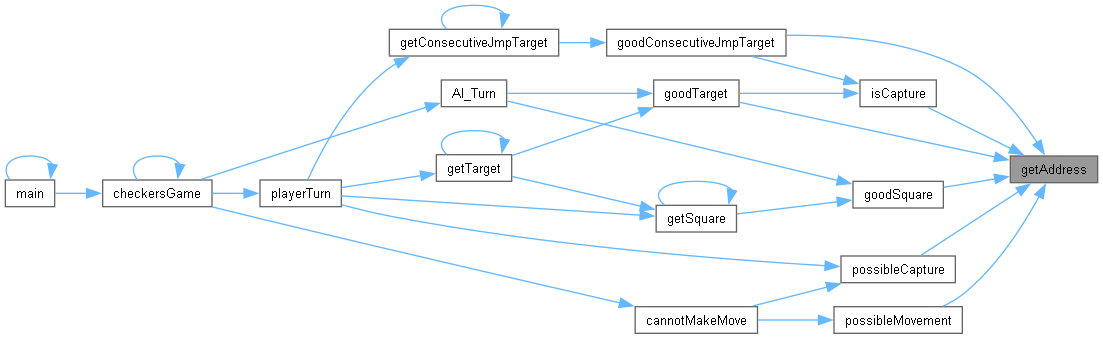 getConsecutiveJmpTarget
goodConsecutiveJmpTarget
AI_Turn
goodTarget
isCapture
getTarget
getAddress
main
checkersGame
playerTurn
goodSquare
getSquare
possibleCapture
cannotMakeMove
possibleMovement